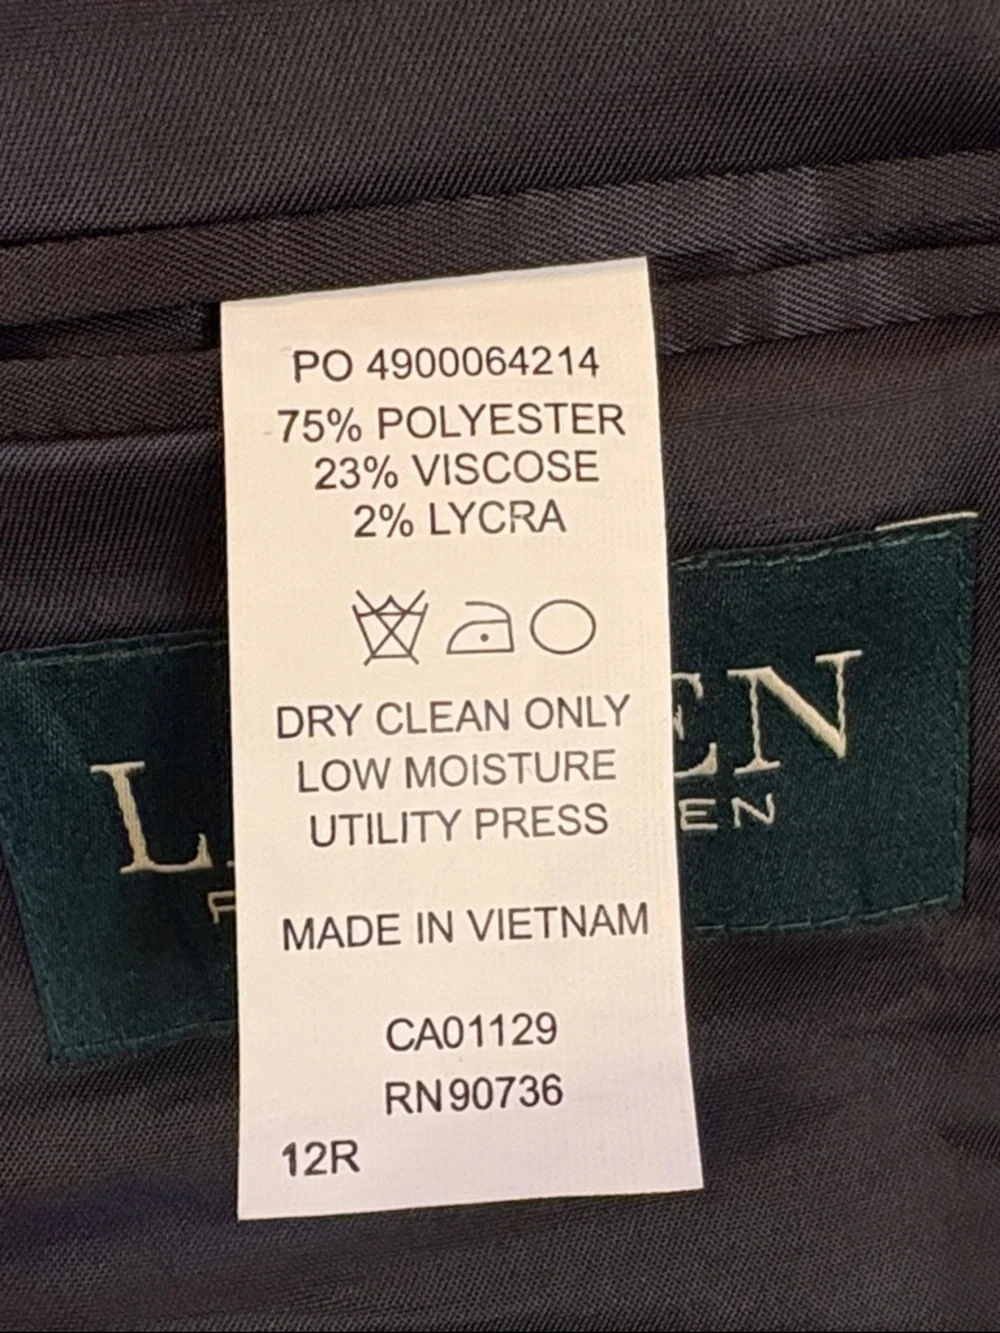 PO 4900064214
75% POLYESTER
23% VISCOSE
2% LYCRA
DRY CLEAN ONLY
LOW MOISTURE
UTILITY PRESS
MADE IN VIETNAM
CA01129
RN90736
12R